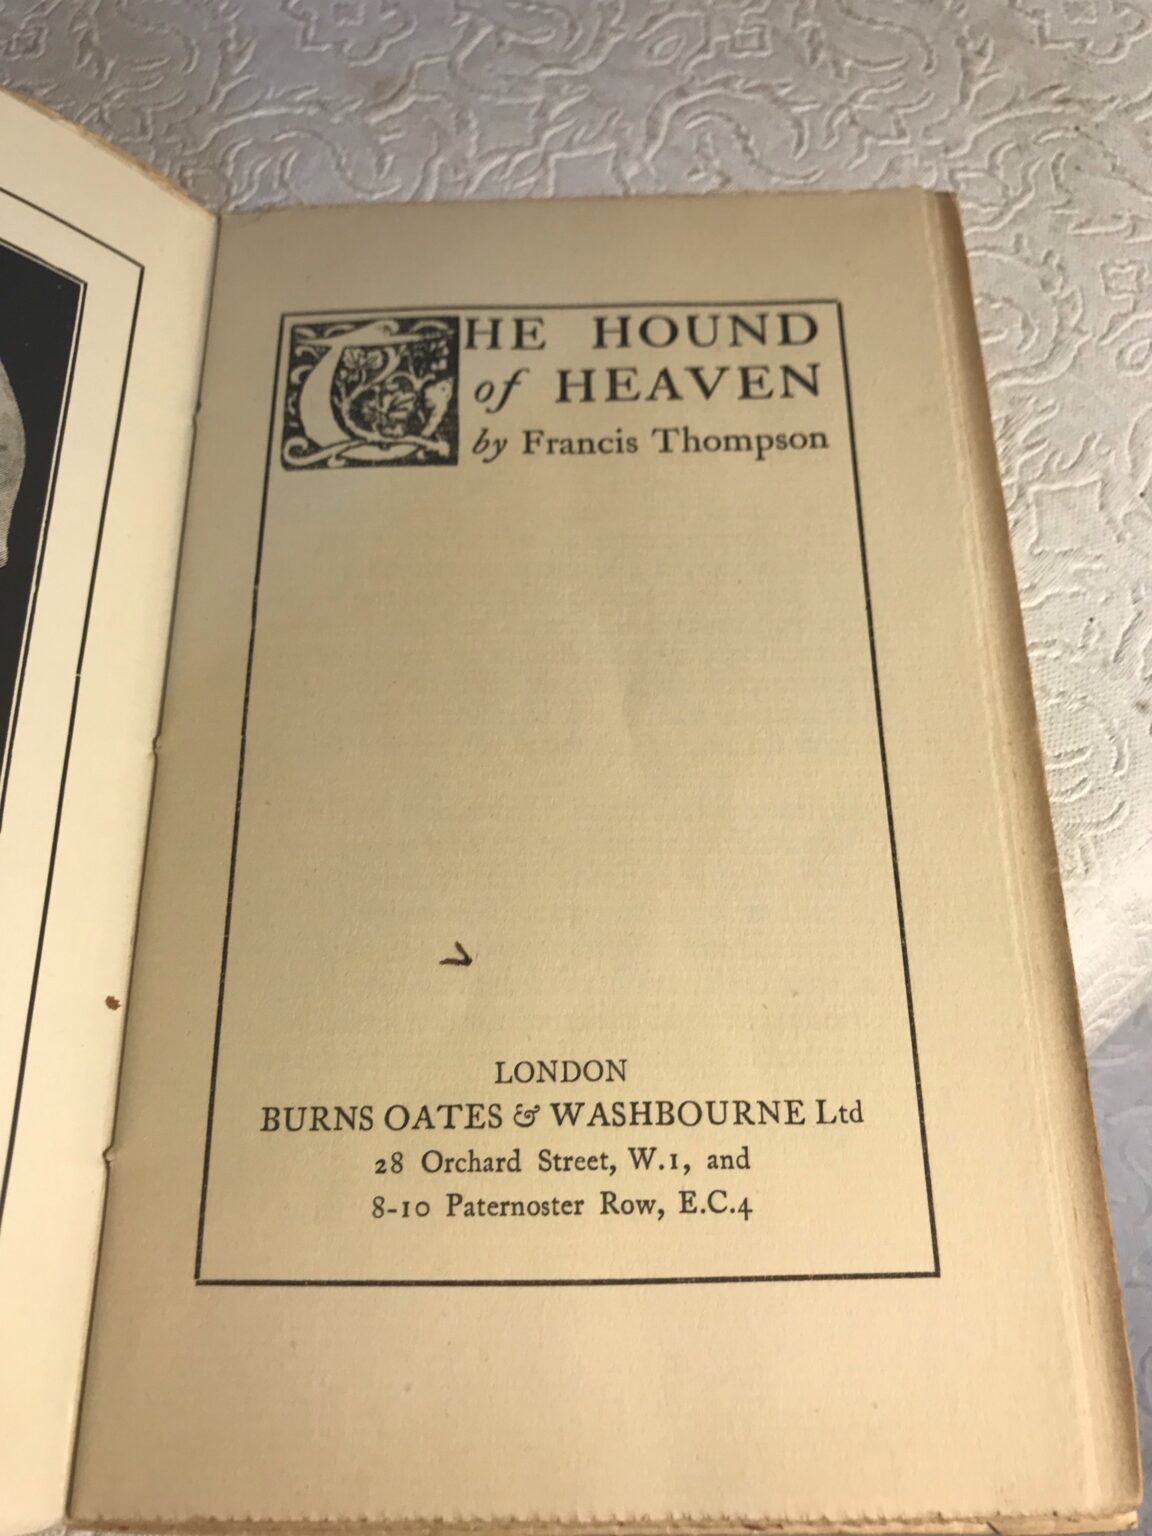 THE HOUND
of HEAVEN
by Francis Thompson
LONDON
BURNS OATES & WASHBOURNE Ltd
28 Orchard Street, W.1, and
8-10 Paternoster Row, E.C.4